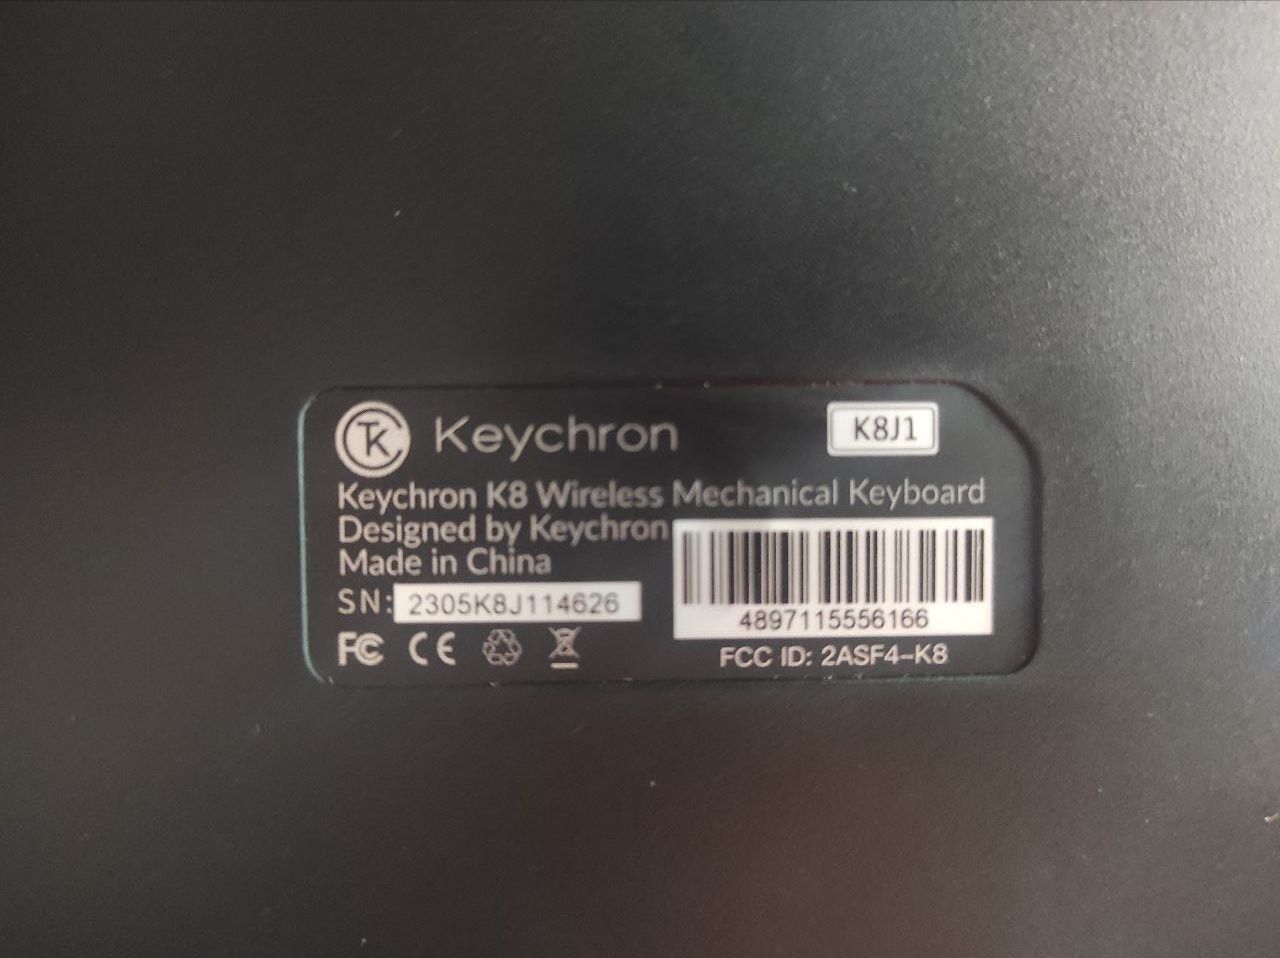 Keychron
K8J1
Keychron K8 Wireless Mechanical Keyboard
Designed by Keychron
Made in China
SN: 2305K8J114626
4897115556166
FC CE
FCC ID: 2ASF4-K8